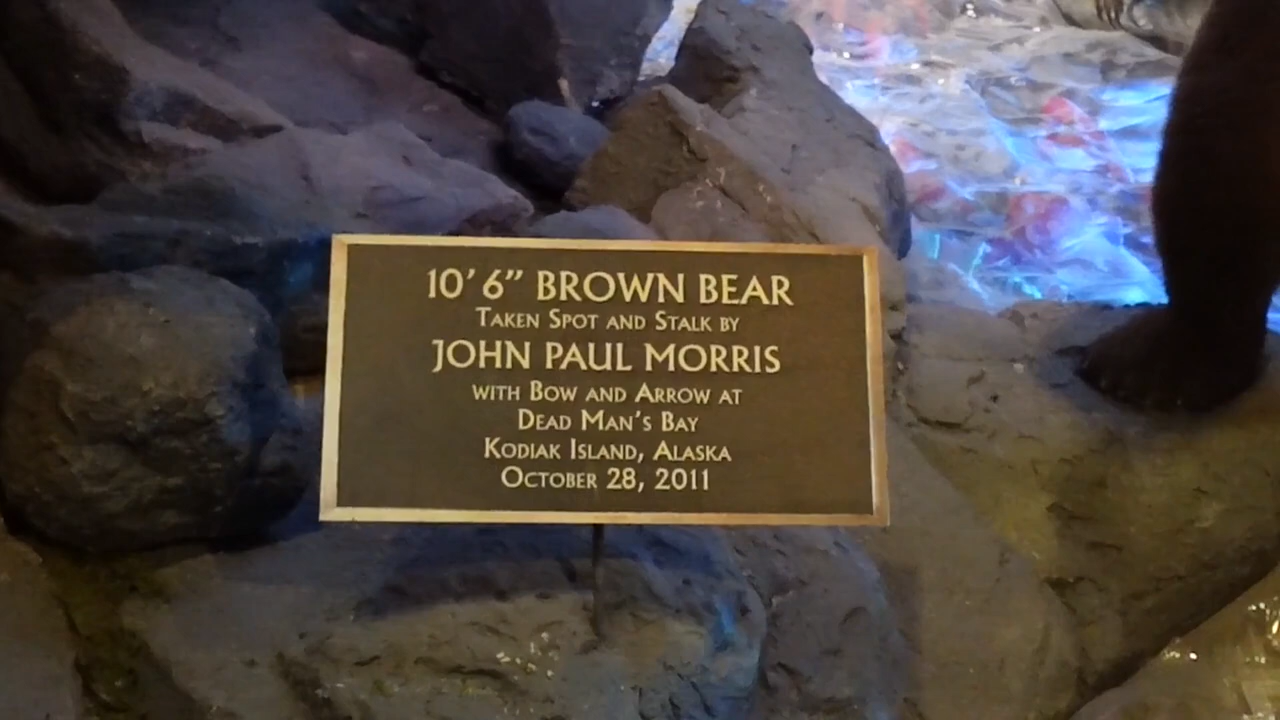 10' 6” BROWN BEAR
TAKEN SPOT AND STALK BY
JOHN PAUL MORRIS
WITH BOW AND ARROW AT
DEAD MAN'S BAY
KODIAK ISLAND, ALASKA
OCTOBER 28, 2011